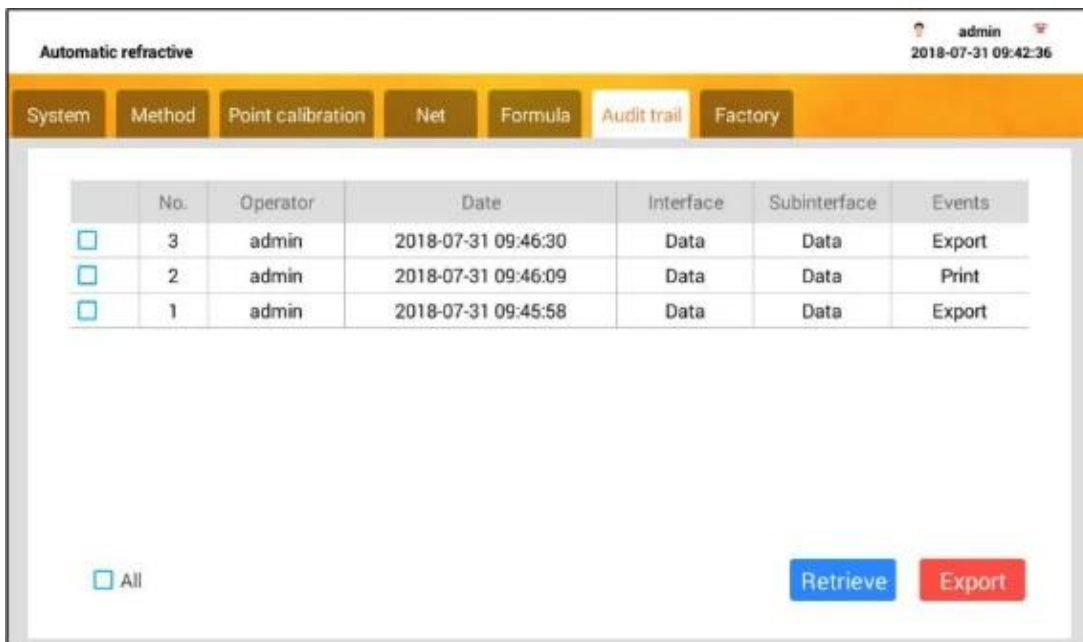 admin
Automatic refractive 2018-07-31 09:42:36
System Method Point calibration Net Formula Audit trail Factory
No. Operator Date Interface Subinterface Events
3 admin 2018-07-31 09:46:30 Data Data Export
2 admin 2018-07-31 09:46:09 Data Data Print
1 admin 2018-07-31 09:45:58 Data Data Export
All Retrieve Export